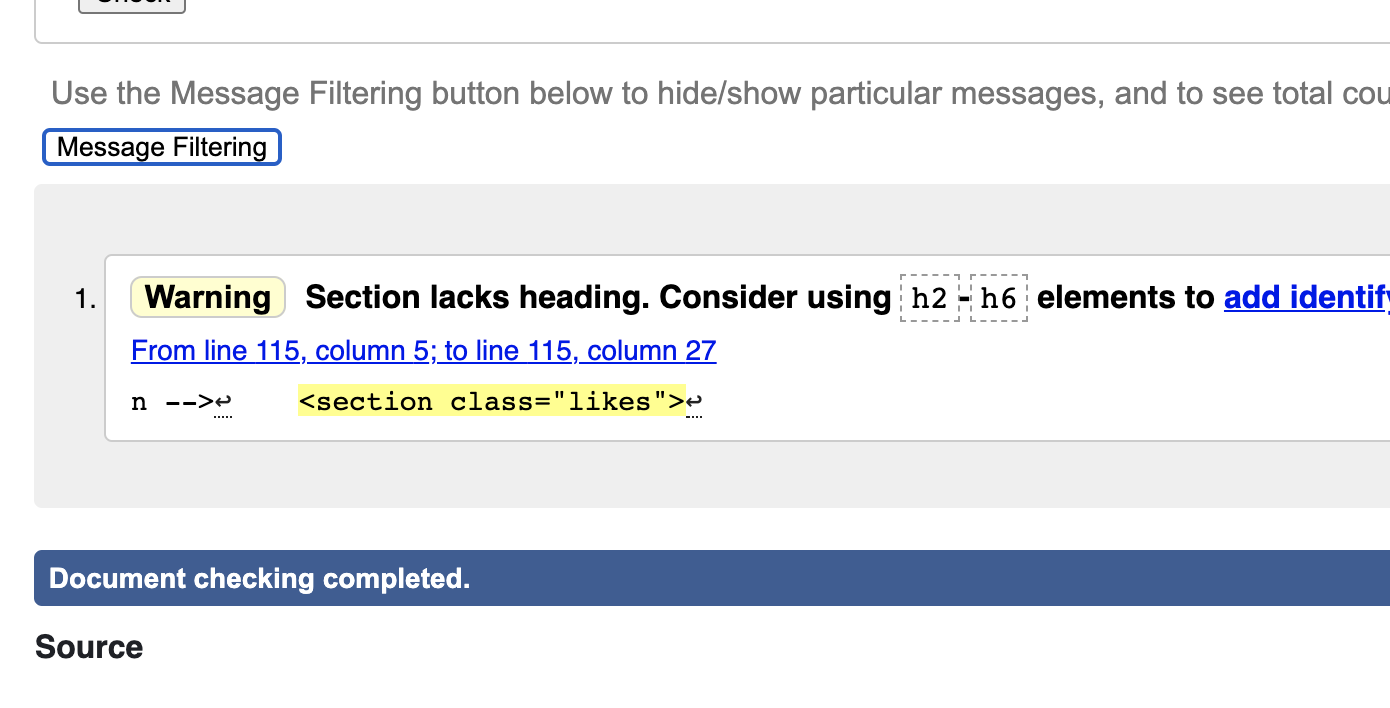 Check
Use the Message Filtering button below to hide/show particular messages, and to see total cou
Message Filtering
1. Warning Section lacks heading. Consider using h2-h6 elements to add identify
From line 115, column 5; to line 115, column 27
n -->↩ <section class="likes">↩
Document checking completed.
Source